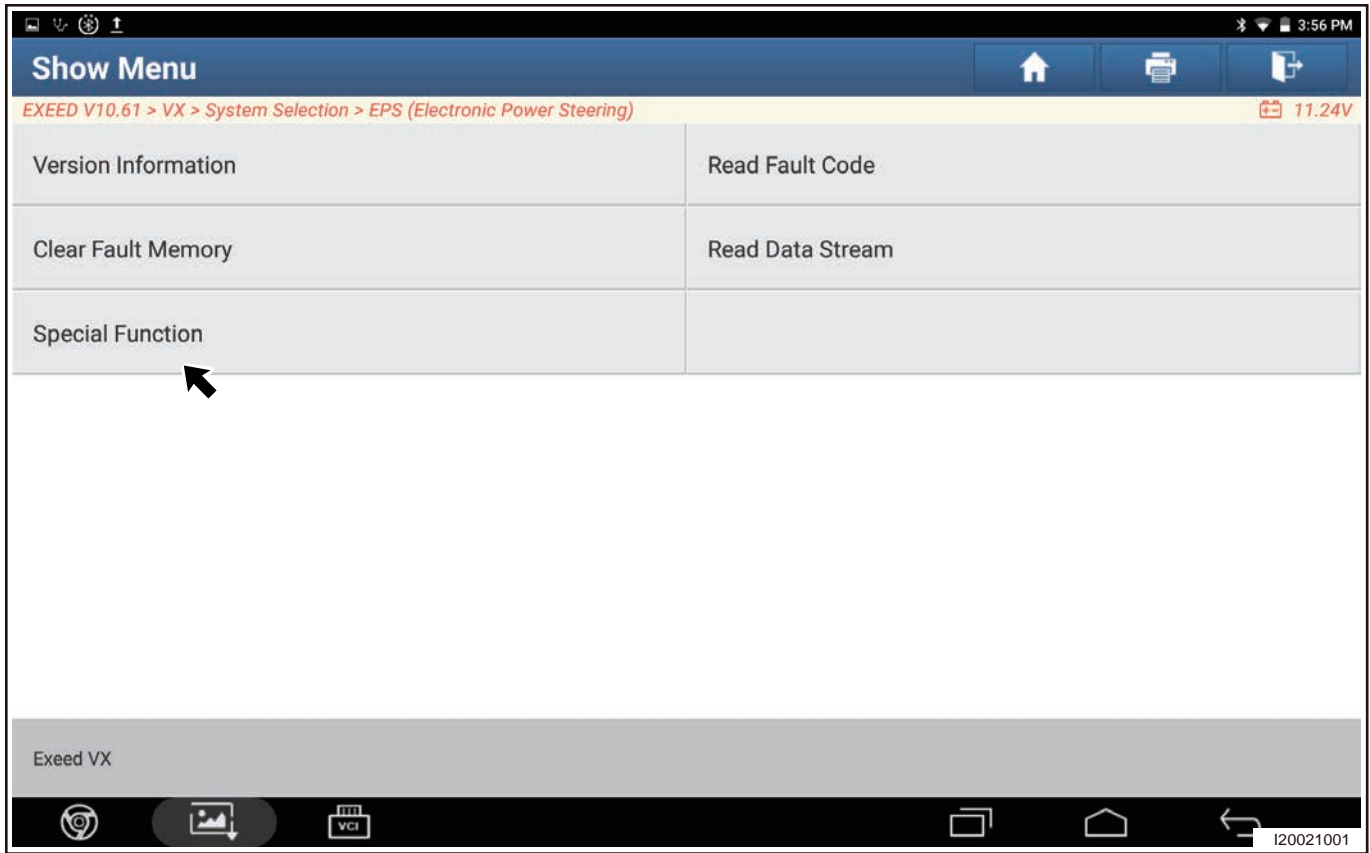 3:56 PM
Show Menu
EXEED V10.61 > VX > System Selection > EPS (Electronic Power Steering)
11.24V
Version Information
Read Fault Code
Clear Fault Memory
Read Data Stream
Special Function
Exeed VX
VCI
I20021001